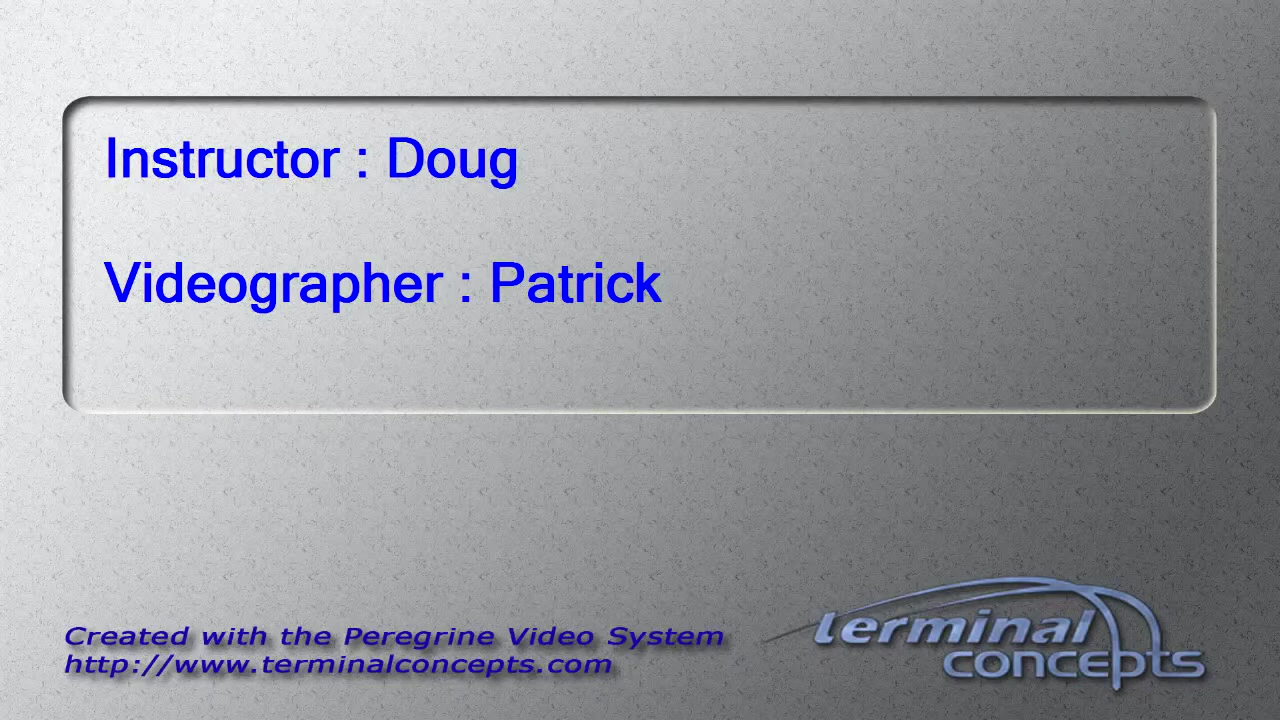 Instructor : Doug
Videographer : Patrick
Created with the Peregrine Video System
http://www.terminalconcepts.com
terminal
concepts